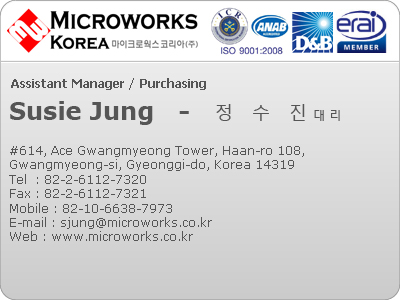 MICROWORKS
KOREA 마이크로웍스코리아(주)
ICR ANAB erai
ISO 9001:2008 D&B MEMBER
Assistant Manager / Purchasing
Susie Jung - 정 수 진 대 리
#614, Ace Gwangmyeong Tower, Haan-ro 108,
Gwangmyeong-si, Gyeonggi-do, Korea 14319
Tel : 82-2-6112-7320
Fax : 82-2-6112-7321
Mobile : 82-10-6638-7973
E-mail : sjung@microworks.co.kr
Web : www.microworks.co.kr